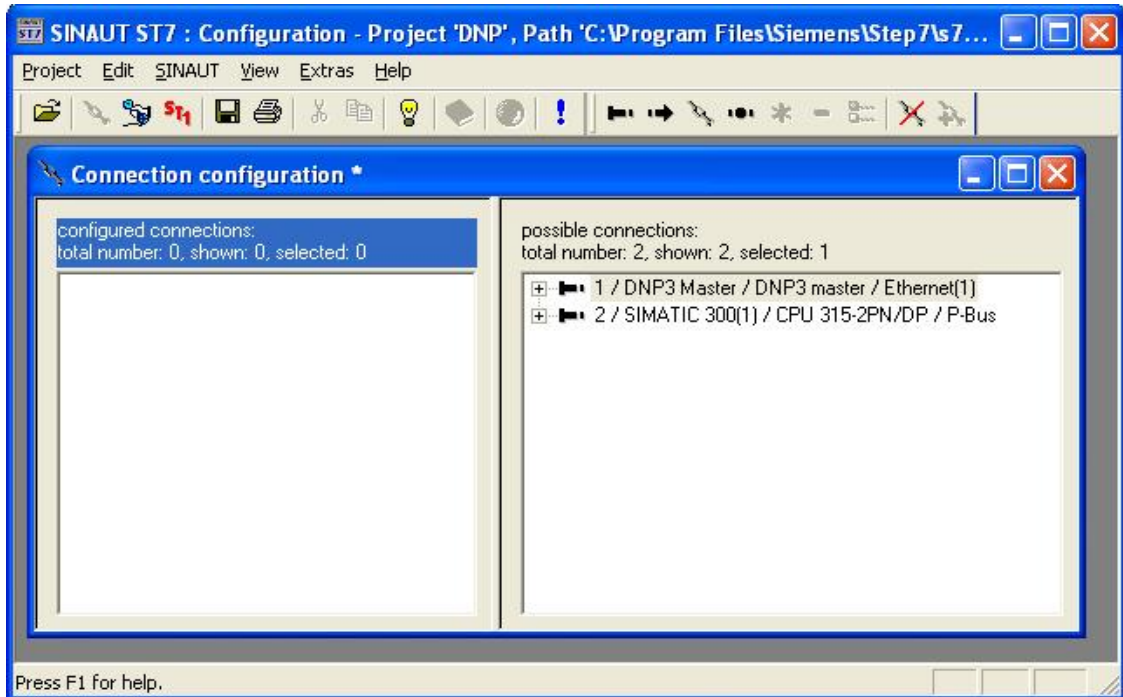 SINAUT ST7 : Configuration - Project 'DNP', Path 'C:\Program Files\Siemens\Step7\s7...
Project Edit SINAUT View Extras Help
ST1
Connection configuration *
configured connections:
total number: 0, shown: 0, selected: 0
possible connections:
total number: 2, shown: 2, selected: 1
1 / DNP3 Master / DNP3 master / Ethernet(1)
2 / SIMATIC 300(1) / CPU 315-2PN/DP / P-Bus
Press F1 for help.